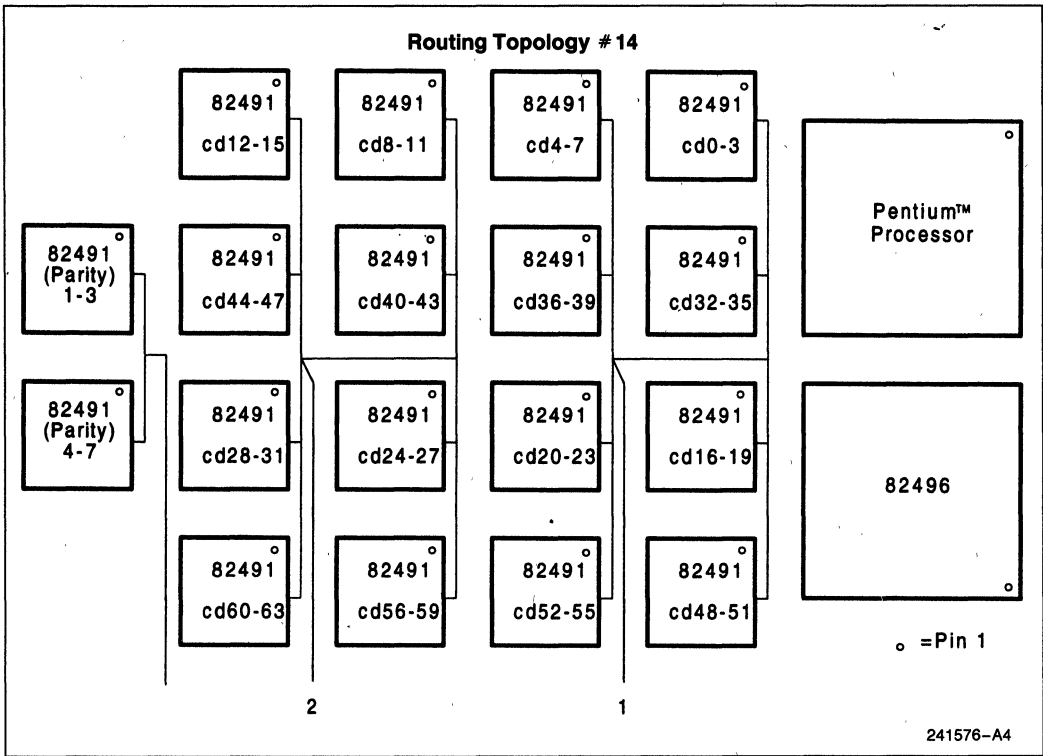 Routing Topology #14
82491
cd12-15
82491
cd8-11
82491
cd4-7
82491
cd0-3
Pentium™
Processor
82491
(Parity)
1-3
82491
cd44-47
82491
cd40-43
82491
cd36-39
82491
cd32-35
82491
(Parity)
4-7
82491
cd28-31
82491
cd24-27
82491
cd20-23
82491
cd16-19
82496
82491
cd60-63
82491
cd56-59
82491
cd52-55
82491
cd48-51
=Pin 1
2
1
241576-A4